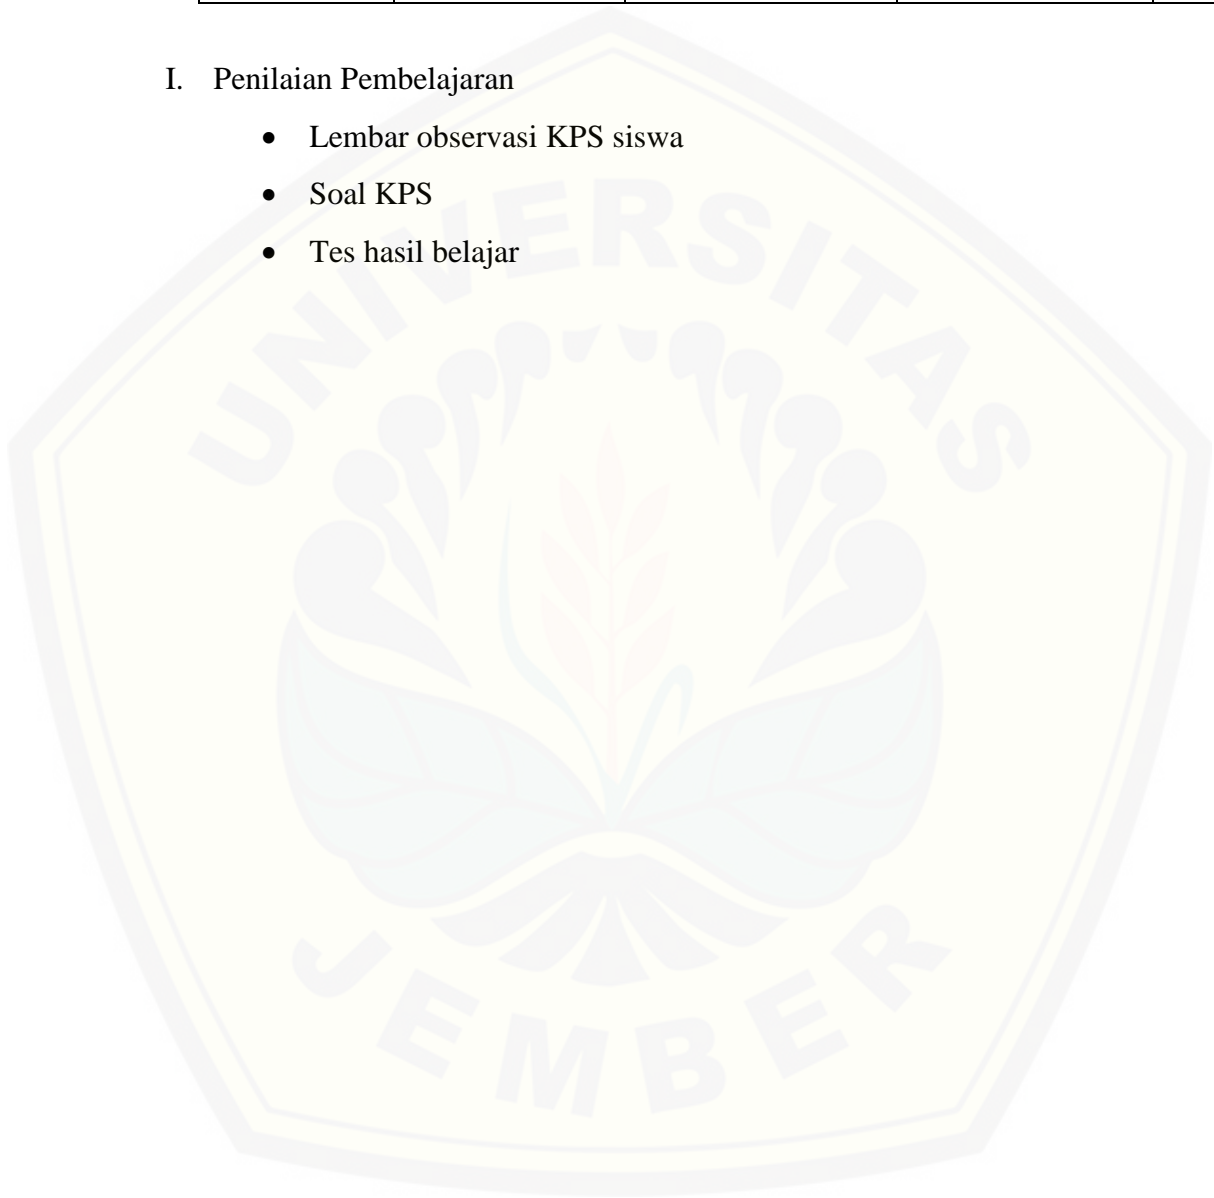 I. Penilaian Pembelajaran
• Lembar observasi KPS siswa
• Soal KPS
• Tes hasil belajar
UNIVERSITAS
JEMBER